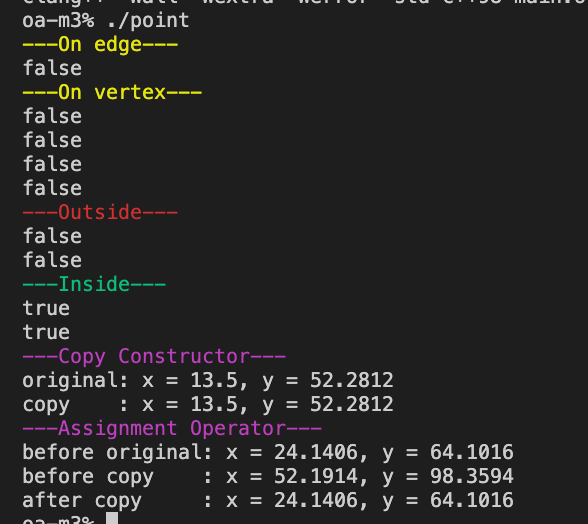 oa-m3% ./point
---On edge---
false
---On vertex---
false
false
false
false
---Outside---
false
false
---Inside---
true
true
---Copy Constructor---
original: x = 13.5, y = 52.2812
copy    : x = 13.5, y = 52.2812
---Assignment Operator---
before original: x = 24.1406, y = 64.1016
before copy    : x = 52.1914, y = 98.3594
after copy     : x = 24.1406, y = 64.1016
oa-m3%